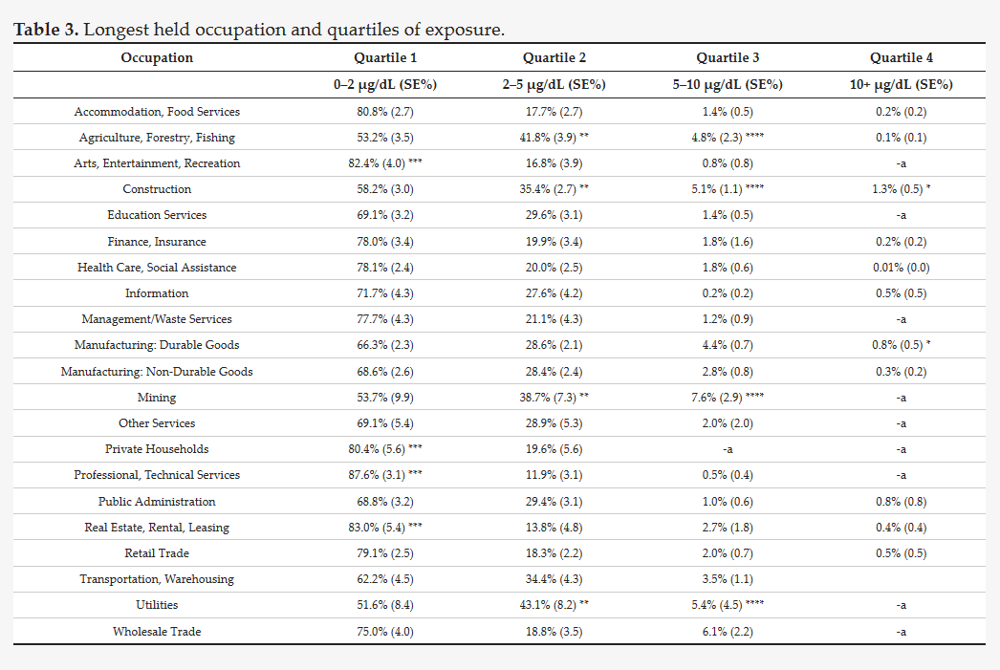 Table 3. Longest held occupation and quartiles of exposure.
Occupation Quartile 1 Quartile 2 Quartile 3 Quartile 4
0–2 µg/dL (SE%) 2–5 µg/dL (SE%) 5–10 µg/dL (SE%) 10+ µg/dL (SE%)
Accommodation, Food Services 80.8% (2.7) 17.7% (2.7) 1.4% (0.5) 0.2% (0.2)
Agriculture, Forestry, Fishing 53.2% (3.5) 41.8% (3.9) ** 4.8% (2.3) **** 0.1% (0.1)
Arts, Entertainment, Recreation 82.4% (4.0) *** 16.8% (3.9) 0.8% (0.8) -a
Construction 58.2% (3.0) 35.4% (2.7) ** 5.1% (1.1) **** 1.3% (0.5) *
Education Services 69.1% (3.2) 29.6% (3.1) 1.4% (0.5) -a
Finance, Insurance 78.0% (3.4) 19.9% (3.4) 1.8% (1.6) 0.2% (0.2)
Health Care, Social Assistance 78.1% (2.4) 20.0% (2.5) 1.8% (0.6) 0.01% (0.0)
Information 71.7% (4.3) 27.6% (4.2) 0.2% (0.2) 0.5% (0.5)
Management/Waste Services 77.7% (4.3) 21.1% (4.3) 1.2% (0.9) -a
Manufacturing: Durable Goods 66.3% (2.3) 28.6% (2.1) 4.4% (0.7) 0.8% (0.5) *
Manufacturing: Non-Durable Goods 68.6% (2.6) 28.4% (2.4) 2.8% (0.8) 0.3% (0.2)
Mining 53.7% (9.9) 38.7% (7.3) ** 7.6% (2.9) **** -a
Other Services 69.1% (5.4) 28.9% (5.3) 2.0% (2.0) -a
Private Households 80.4% (5.6) *** 19.6% (5.6) -a -a
Professional, Technical Services 87.6% (3.1) *** 11.9% (3.1) 0.5% (0.4) -a
Public Administration 68.8% (3.2) 29.4% (3.1) 1.0% (0.6) 0.8% (0.8)
Real Estate, Rental, Leasing 83.0% (5.4) *** 13.8% (4.8) 2.7% (1.8) 0.4% (0.4)
Retail Trade 79.1% (2.5) 18.3% (2.2) 2.0% (0.7) 0.5% (0.5)
Transportation, Warehousing 62.2% (4.5) 34.4% (4.3) 3.5% (1.1)
Utilities 51.6% (8.4) 43.1% (8.2) ** 5.4% (4.5) **** -a
Wholesale Trade 75.0% (4.0) 18.8% (3.5) 6.1% (2.2) -a